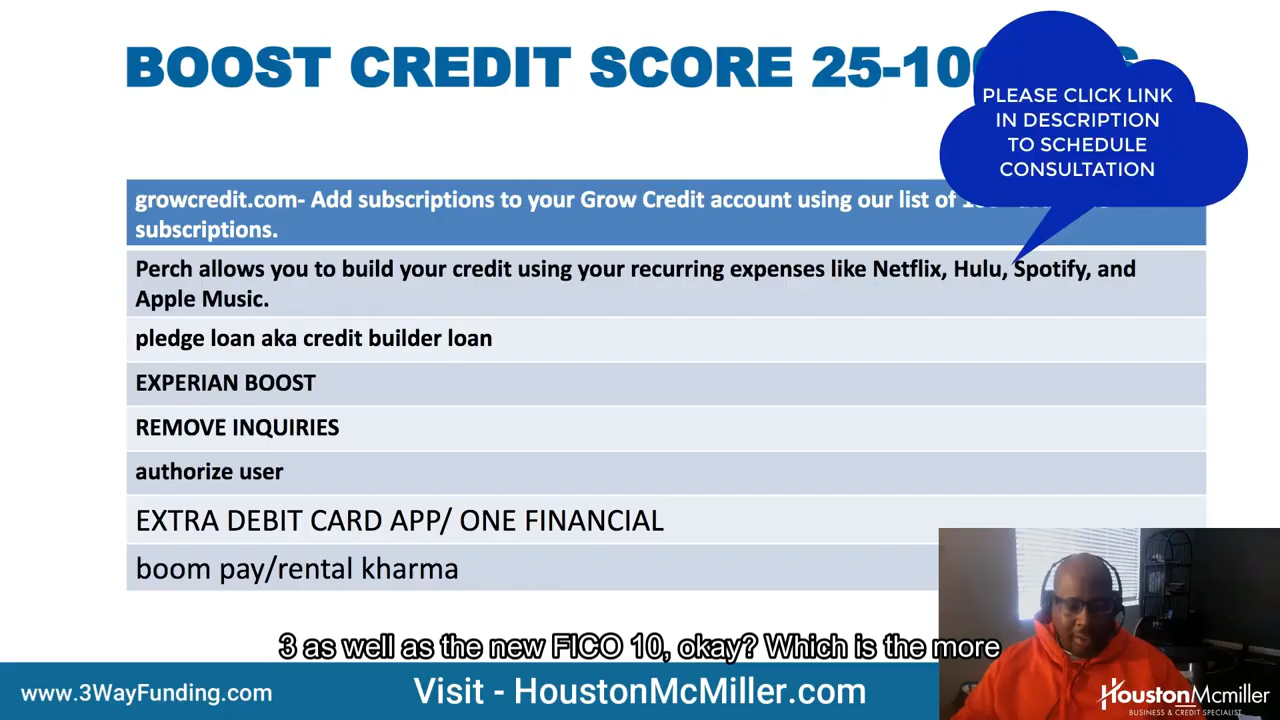 BOOST CREDIT SCORE 25-10
PLEASE CLICK LINK
IN DESCRIPTION
TO SCHEDULE
CONSULTATION
growcredit.com- Add subscriptions to your Grow Credit account using our list of
subscriptions.
Perch allows you to build your credit using your recurring expenses like Netflix, Hulu, Spotify, and
Apple Music.
pledge loan aka credit builder loan
EXPERIAN BOOST
REMOVE INQUIRIES
authorize user
EXTRA DEBIT CARD APP/ ONE FINANCIAL
boom pay/rental kharma
3 as well as the new FICO 10, okay? Which is the more
www.3WayFunding.com
Visit - HoustonMcMiller.com
HoustonMcmiller
BUSINESS & CREDIT SPECIALIST